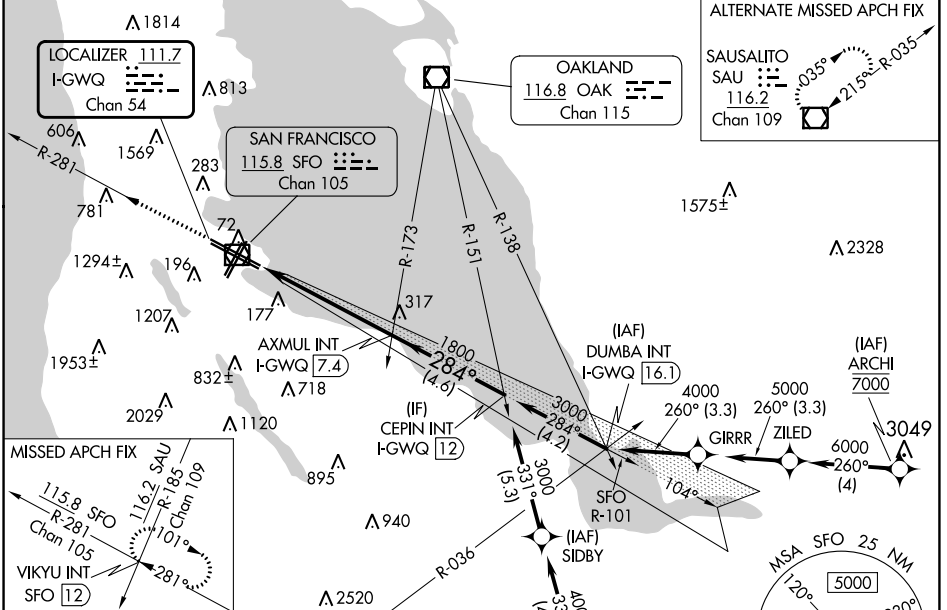 1814
LOCALIZER 111.7
I-GWQ
Chan 54
813
606
1569
R-281
SAN FRANCISCO
115.8 SFO
Chan 105
283
781
72
OAKLAND
116.8 OAK
Chan 115
ALTERNATE MISSED APCH FIX
SAUSALITO
SAU
116.2
Chan 109
035°
215°
R-035
1575±
2328
R-173
R-151
R-138
1294±
196
177
317
1207
1953±
832±
718
2029
1120
895
940
2520
AXMUL INT
I-GWQ 7.4
1800
284°
(4.6)
(IF)
CEPIN INT
I-GWQ 12
3000
284°
(4.2)
(IAF)
DUMBA INT
I-GWQ 16.1
4000
260° (3.3)
GIRRR
5000
260° (3.3)
ZILED
(IAF)
ARCHI
7000
3049
6000
260°
(4)
SFO
R-101
104°
3000
331°
(5.3)
(IAF)
SIDBY
R-036
MISSED APCH FIX
115.8 SFO
R-281
Chan 105
116.2 SAU
R-185
Chan 109
101°
281°
VIKYU INT
SFO 12
MSA SFO 25 NM
5000
120°